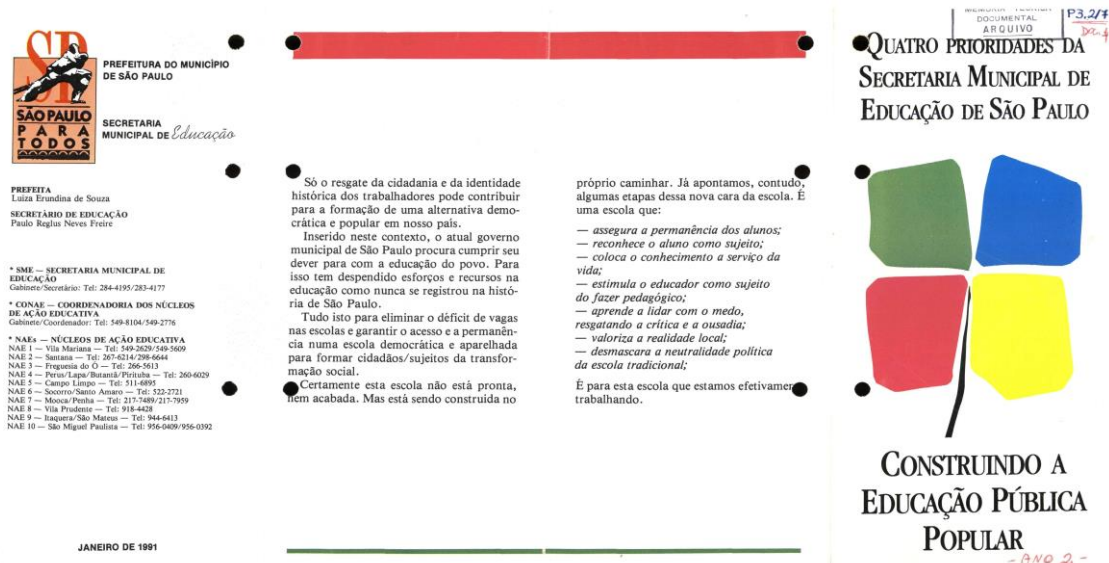 SP
SÃO PAULO
PARA
TODOS
PREFEITURA DO MUNICÍPIO
DE SÃO PAULO
SECRETARIA
MUNICIPAL DE Educação
PREFEITA
Luiza Erundina de Souza
SECRETÁRIO DE EDUCAÇÃO
Paulo Reglus Neves Freire
* SME — SECRETARIA MUNICIPAL DE
EDUCAÇÃO
Gabinete/Secretário: Tel: 284-4195/283-4177
* CONAE — COORDENADORIA DOS NÚCLEOS
DE AÇÃO EDUCATIVA
Gabinete/Coordenador: Tel: 549-8104/549-2776
* NAEs — NÚCLEOS DE AÇÃO EDUCATIVA
NAE 1 — Vila Mariana — Tel: 549-2629/549-5609
NAE 2 — Santana — Tel: 267-6214/298-6644
NAE 3 — Freguesia do Ó — Tel: 266-5613
NAE 4 — Perus/Lapa/Butantã/Pirituba — Tel: 260-6029
NAE 5 — Campo Limpo — Tel: 511-6895
NAE 6 — Socorro/Santo Amaro — Tel: 522-2721
NAE 7 — Mooca/Penha — Tel: 217-7489/217-7959
NAE 8 — Vila Prudente — Tel: 918-4428
NAE 9 — Itaquera/São Mateus — Tel: 944-6413
NAE 10 — São Miguel Paulista — Tel: 956-0409/956-0392
JANEIRO DE 1991
Só o resgate da cidadania e da identidade
histórica dos trabalhadores pode contribuir
para a formação de uma alternativa demo-
crática e popular em nosso país.
Inserido neste contexto, o atual governo
municipal de São Paulo procura cumprir seu
dever para com a educação do povo. Para
isso tem despendido esforços e recursos na
educação como nunca se registrou na histó-
ria de São Paulo.
Tudo isto para eliminar o déficit de vagas
nas escolas e garantir o acesso e a permanên-
cia numa escola democrática e aparelhada
para formar cidadãos/sujeitos da transfor-
mação social.
Certamente esta escola não está pronta,
nem acabada. Mas está sendo construída no
próprio caminhar. Já apontamos, contudo,
algumas etapas dessa nova cara da escola. É
uma escola que:
— assegura a permanência dos alunos;
— reconhece o aluno como sujeito;
— coloca o conhecimento a serviço da
vida;
— estimula o educador como sujeito
do fazer pedagógico;
— aprende a lidar com o medo,
resgatando a crítica e a ousadia;
— valoriza a realidade local;
— desmascara a neutralidade política
da escola tradicional;
É para esta escola que estamos efetivamen
trabalhando.
MEMÓRIA TÉCNICA
DOCUMENTAL
ARQUIVO
QUATRO PRIORIDADES DA
SECRETARIA MUNICIPAL DE
EDUCAÇÃO DE SÃO PAULO
CONSTRUINDO A
EDUCAÇÃO PÚBLICA
POPULAR
- ANO 2 -